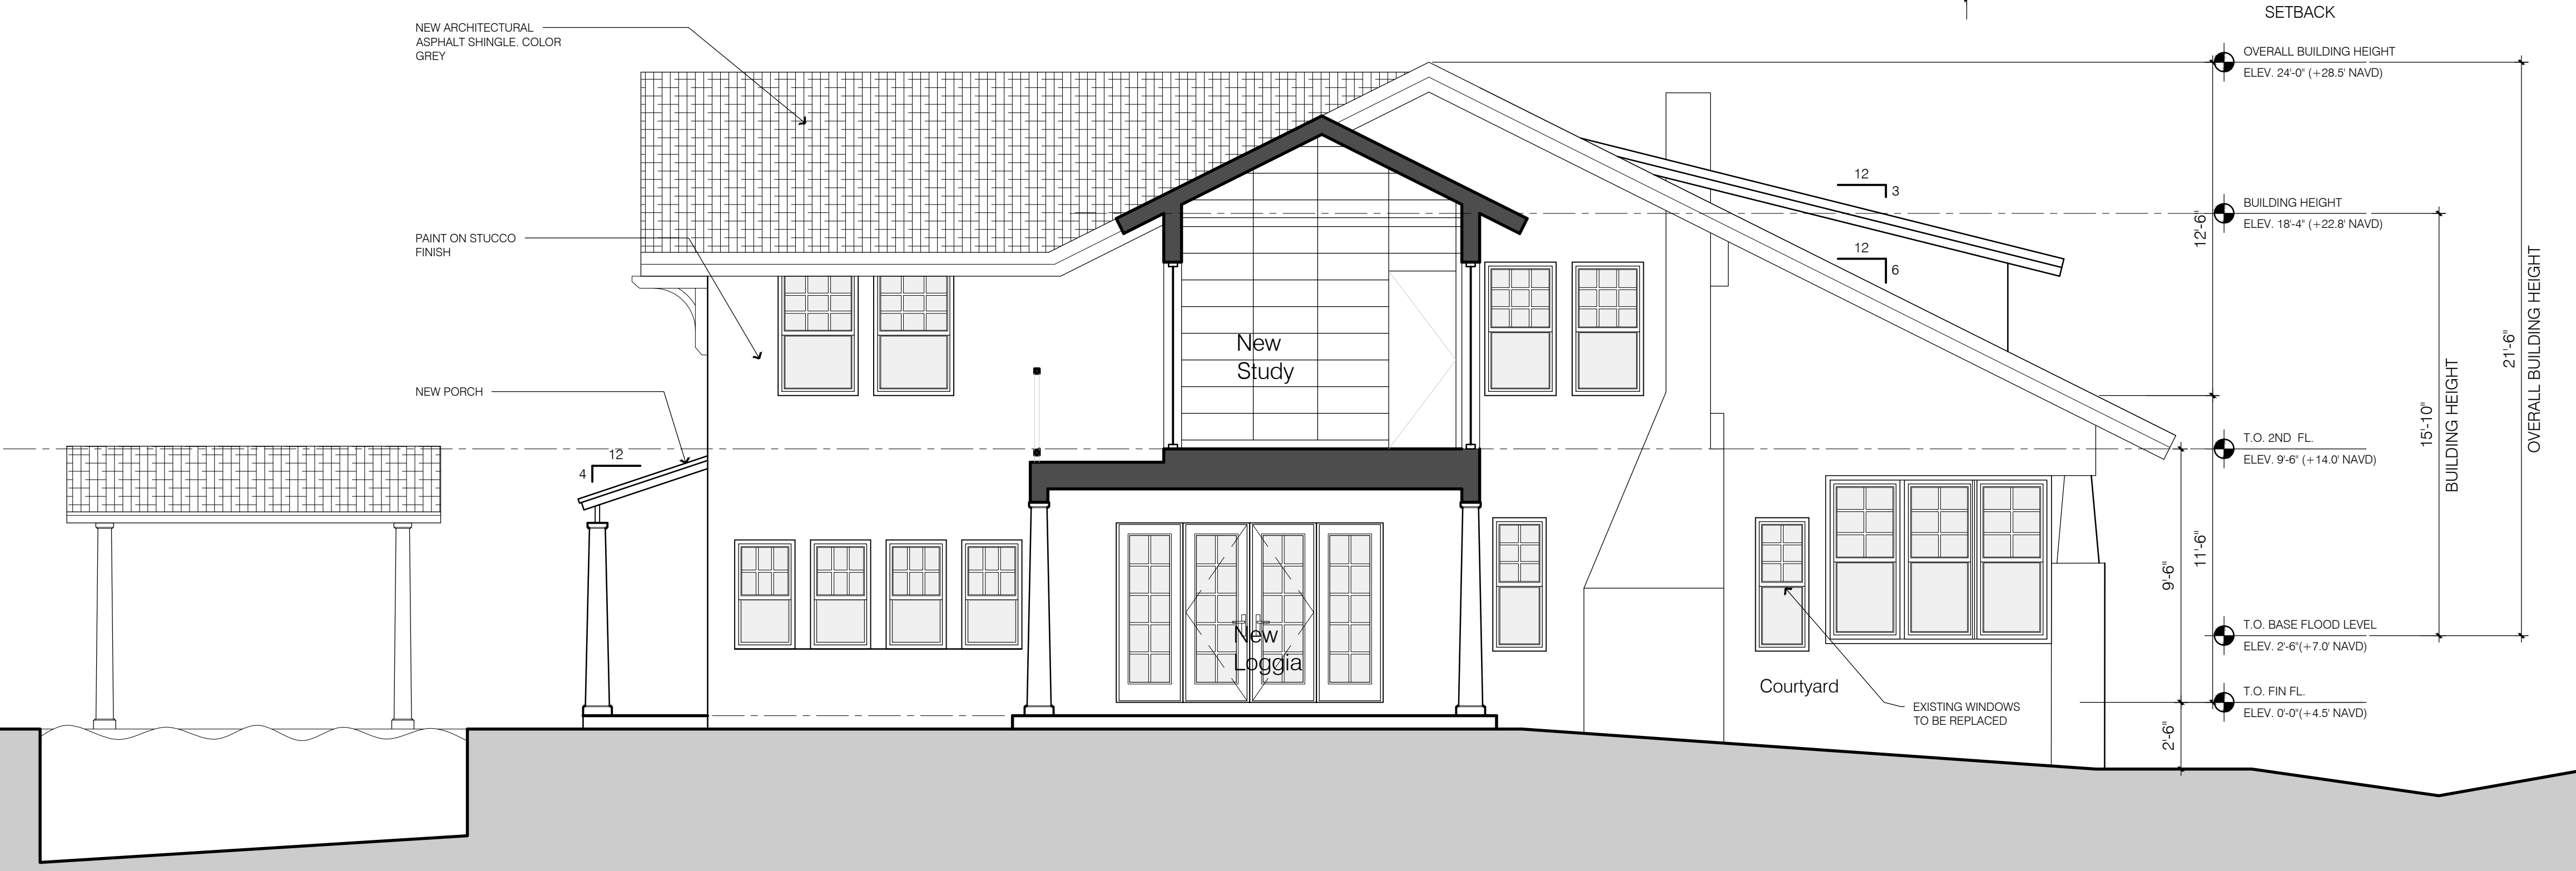 SETBACK
NEW ARCHITECTURAL
ASPHALT SHINGLE. COLOR
GREY
OVERALL BUILDING HEIGHT
ELEV. 24'-0" (+28.5' NAVD)
12
3
BUILDING HEIGHT
ELEV. 18'-4" (+22.8' NAVD)
12'-6"
PAINT ON STUCCO
FINISH
12
6
New
Study
21'-6"
OVERALL BUILDING HEIGHT
NEW PORCH
15'-10"
BUILDING HEIGHT
T.O. 2ND FL.
ELEV. 9'-6" (+14.0' NAVD)
12
4
9'-6"
11'-6"
New
Loggia
T.O. BASE FLOOD LEVEL
ELEV. 2'-6"(+7.0' NAVD)
Courtyard
EXISTING WINDOWS
TO BE REPLACED
T.O. FIN FL.
ELEV. 0'-0"(+4.5' NAVD)
2'-6"